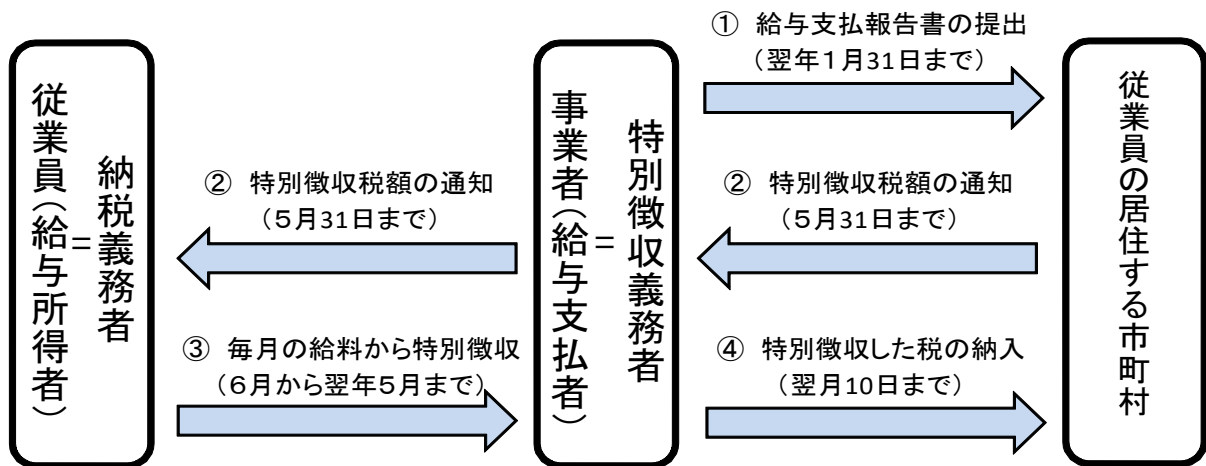 ① 給与支払報告書の提出
(翌年1月31日まで)
従業員(給与所得者)
=
納税義務者
事業者(給与支払者)
=
特別徴収義務者
従業員の居住する市町村
② 特別徴収税額の通知
(5月31日まで)
② 特別徴収税額の通知
(5月31日まで)
③ 毎月の給料から特別徴収
(6月から翌年5月まで)
④ 特別徴収した税の納入
(翌月10日まで)